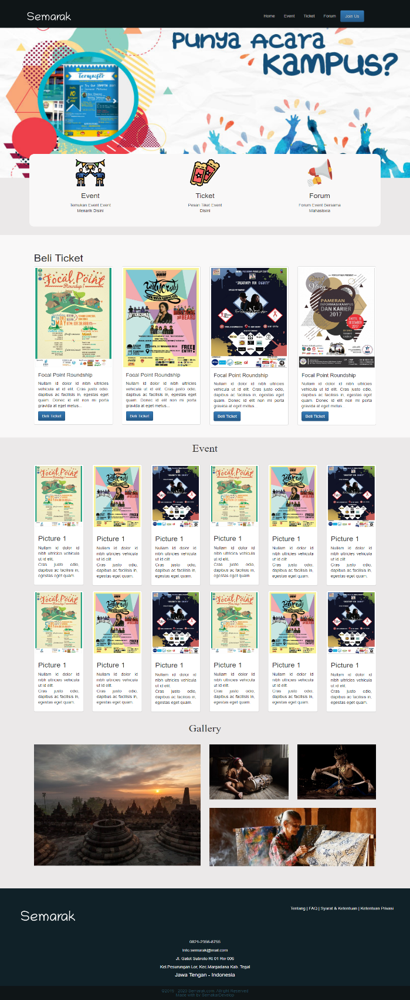 Semarak
Home Event Ticket Forum Join Us
Punya Acara
Kampus?
Event
Temukan Event Event
Menarik Disini
Ticket
Pesan Tiket Event
Disini
Forum
Forum Event Bersama
Mahasiswa
Beli Ticket
Focal Point
Roundup!
UMM
FREE
ENTRY
"CREATIVITY FOR CHARITY"
PAMERAN
INFORMASI KAMPUS
DAN KARIER
2017
Focal Point Roundship
Nullam id dolor id nibh ultricies
vehicula ut id elit. Cras justo odio,
dapibus ac facilisis in, egestas eget
quam. Donec id elit non mi porta
gravida at eget metus...
Beli Ticket
Focal Point Roundship
Nullam id dolor id nibh ultricies
vehicula ut id elit. Cras justo odio,
dapibus ac facilisis in, egestas eget
quam. Donec id elit non mi porta
gravida at eget metus...
Beli Ticket
Focal Point Roundship
Nullam id dolor id nibh ultricies
vehicula ut id elit. Cras justo odio,
dapibus ac facilisis in, egestas eget
quam. Donec id elit non mi porta
gravida at eget metus...
Beli Ticket
Focal Point Roundship
Nullam id dolor id nibh ultricies
vehicula ut id elit. Cras justo odio,
dapibus ac facilisis in, egestas eget
quam. Donec id elit non mi porta
gravida at eget metus...
Beli Ticket
Event
Picture 1
Nullam id dolor id
nibh ultricies vehicula
ut id elit.
Cras justo odio,
dapibus ac facilisis in,
egestas eget quam.
Picture 1
Nullam id dolor id
nibh ultricies vehicula
ut id elit.
Cras justo odio,
dapibus ac facilisis in,
egestas eget quam.
Picture 1
Nullam id dolor id
nibh ultricies vehicula
ut id elit.
Cras justo odio,
dapibus ac facilisis in,
egestas eget quam.
Picture 1
Nullam id dolor id
nibh ultricies vehicula
ut id elit.
Cras justo odio,
dapibus ac facilisis in,
egestas eget quam.
Picture 1
Nullam id dolor id
nibh ultricies vehicula
ut id elit.
Cras justo odio,
dapibus ac facilisis in,
egestas eget quam.
Picture 1
Nullam id dolor id
nibh ultricies vehicula
ut id elit.
Cras justo odio,
dapibus ac facilisis in,
egestas eget quam.
Picture 1
Nullam id dolor id
nibh ultricies vehicula
ut id elit.
Cras justo odio,
dapibus ac facilisis in,
egestas eget quam.
Picture 1
Nullam id dolor id
nibh ultricies vehicula
ut id elit.
Cras justo odio,
dapibus ac facilisis in,
egestas eget quam.
Picture 1
Nullam id dolor id
nibh ultricies vehicula
ut id elit.
Cras justo odio,
dapibus ac facilisis in,
egestas eget quam.
Picture 1
Nullam id dolor id
nibh ultricies vehicula
ut id elit.
Cras justo odio,
dapibus ac facilisis in,
egestas eget quam.
Picture 1
Nullam id dolor id
nibh ultricies vehicula
ut id elit.
Cras justo odio,
dapibus ac facilisis in,
egestas eget quam.
Picture 1
Nullam id dolor id
nibh ultricies vehicula
ut id elit.
Cras justo odio,
dapibus ac facilisis in,
egestas eget quam.
Gallery
Tentang | FAQ | Syarat & Ketentuan | Ketentuan Privasi
Semarak
0821-2356-8755
Info.semarak@mail.com
Jl. Gatot Subroto Rt 01 Rw 006
Kel.Pesurungan Lor, Kec.Margadana Kab. Tegal
Jawa Tengan - Indonesia
©2019 - 2020 Semarak.com. Allright Reserved
Made with by SemakarDevelop